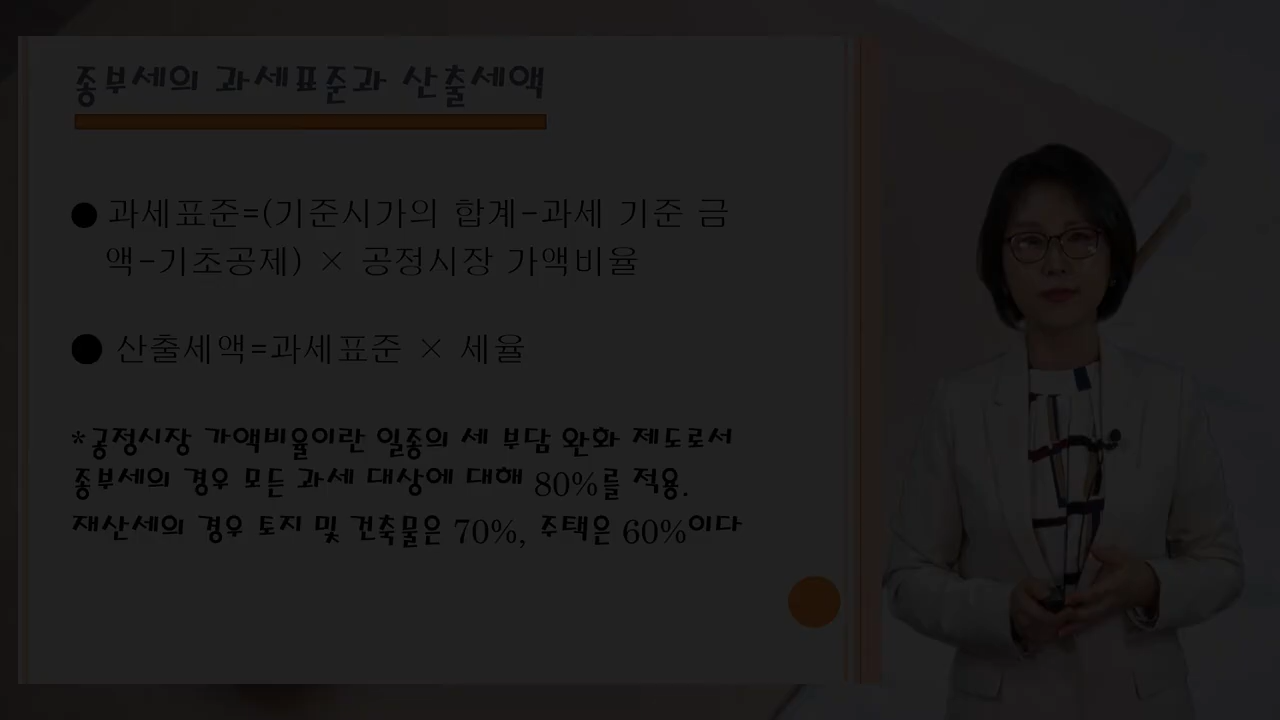 종부세의 과세표준과 산출세액
● 과세표준=(기준시가의 합계-과세 기준 금
액-기초공제) × 공정시장 가액비율
● 산출세액=과세표준 × 세율
*공정시장 가액비율이란 일종의 세 부담 완화 제도로서
종부세의 경우 모든 과세 대상에 대해 80%를 적용.
재산세의 경우 토지 및 건축물은 70%, 주택은 60%이다